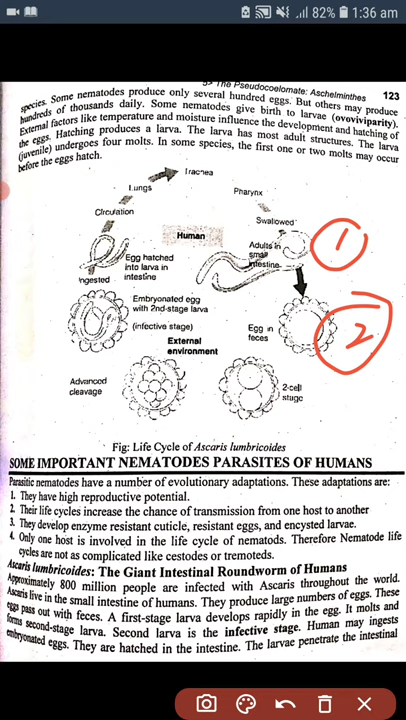 82% 1:36 am
5> The Pseudocoelomate: Aschelminthes 123
species. Some nematodes produce only several hundred eggs. But others may produce
hundreds of thousands daily. Some nematodes give birth to larvae (ovoviviparity).
External factors like temperature and moisture influence the development and hatching of
the eggs. Hatching produces a larva. The larva has most adult structures. The larva
(juvenile) undergoes four molts. In some species, the first one or two molts may occur
before the eggs hatch.
Trachea
Lungs
Pharynx
Circulation
Swallowed
Human
Adults in
small
intestine
1
Egg hatched
into larva in
intestine
Ingested
Embryonated egg
with 2nd-stage larva
(infective stage)
Egg in
feces
2
External
environment
Advanced
cleavage
2-cell
stage
Fig: Life Cycle of Ascaris lumbricoides
SOME IMPORTANT NEMATODES PARASITES OF HUMANS
Parasitic nematodes have a number of evolutionary adaptations. These adaptations are:
1. They have high reproductive potential.
2. Their life cycles increase the chance of transmission from one host to another
3. They develop enzyme resistant cuticle, resistant eggs, and encysted larvae.
4. Only one host is involved in the life cycle of nematods. Therefore Nematode life
cycles are not as complicated like cestodes or tremoteds.
Ascaris lumbricoides: The Giant Intestinal Roundworm of Humans
Approximately 800 million people are infected with Ascaris throughout the world.
Ascaris live in the small intestine of humans. They produce large numbers of eggs. These
eggs pass out with feces. A first-stage larva develops rapidly in the egg. It molts and
forms second-stage larva. Second larva is the infective stage. Human may ingests
embryonated eggs. They are hatched in the intestine. The larvae penetrate the intestinal